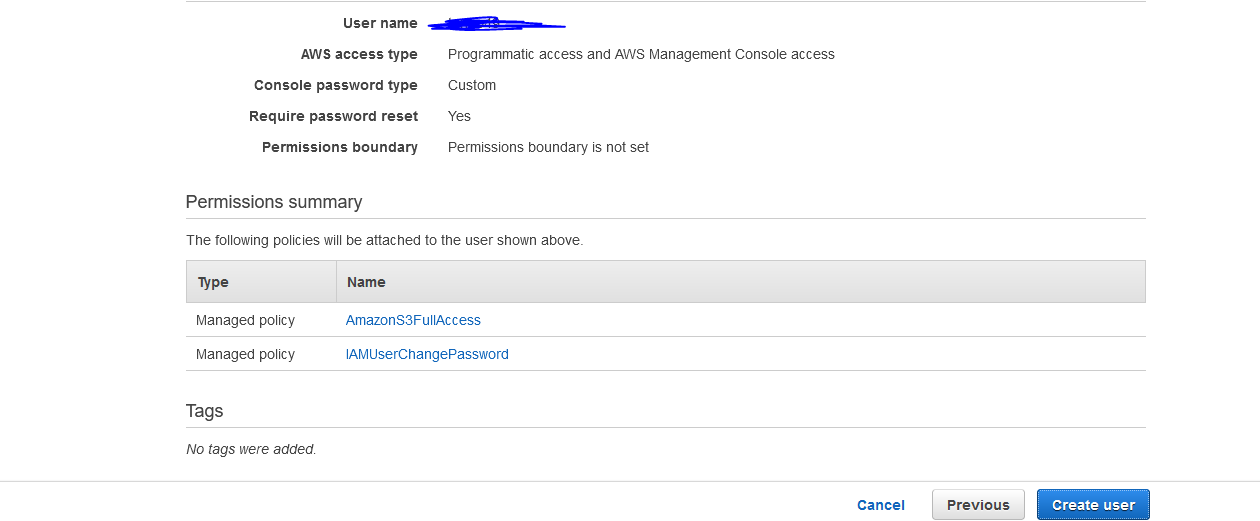 User name
AWS access type Programmatic access and AWS Management Console access
Console password type Custom
Require password reset Yes
Permissions boundary Permissions boundary is not set
Permissions summary
The following policies will be attached to the user shown above.
Type Name
Managed policy AmazonS3FullAccess
Managed policy IAMUserChangePassword
Tags
No tags were added.
Cancel Previous Create user